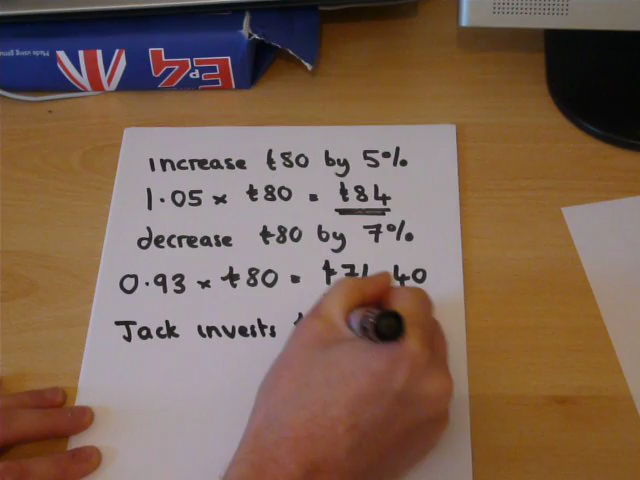 increase £80 by 5%
1.05 x £80 = £84
decrease £80 by 7%
0.93 x £80 = £74.40
Jack invests
E4